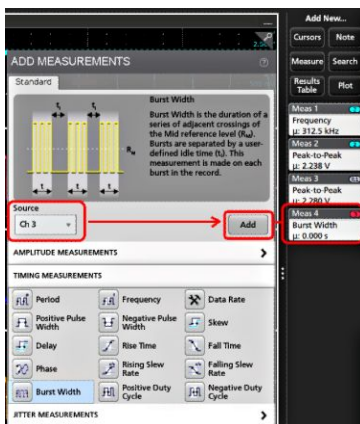 Add New...
Cursors
Note
Measure
Search
Results Table
Plot
ADD MEASUREMENTS
Standard
Burst Width
Burst Width is the duration of a
series of adjacent crossings of
the Mid reference level (Rₘ).
Bursts are separated by a user-
defined idle time (tᵢ). This
measurement is made on each
burst in the record.
Source
Ch 3
Add
AMPLITUDE MEASUREMENTS
TIMING MEASUREMENTS
Period
Frequency
Data Rate
Positive Pulse Width
Negative Pulse Width
Skew
Delay
Rise Time
Fall Time
Phase
Rising Slew Rate
Falling Slew Rate
Burst Width
Positive Duty Cycle
Negative Duty Cycle
JITTER MEASUREMENTS
Meas 1
Frequency
μ: 312.5 kHz
Meas 2
Peak-to-Peak
μ: 2.238 V
Meas 3
Peak-to-Peak
μ: 2.280 V
Meas 4
Burst Width
μ: 0.000 s